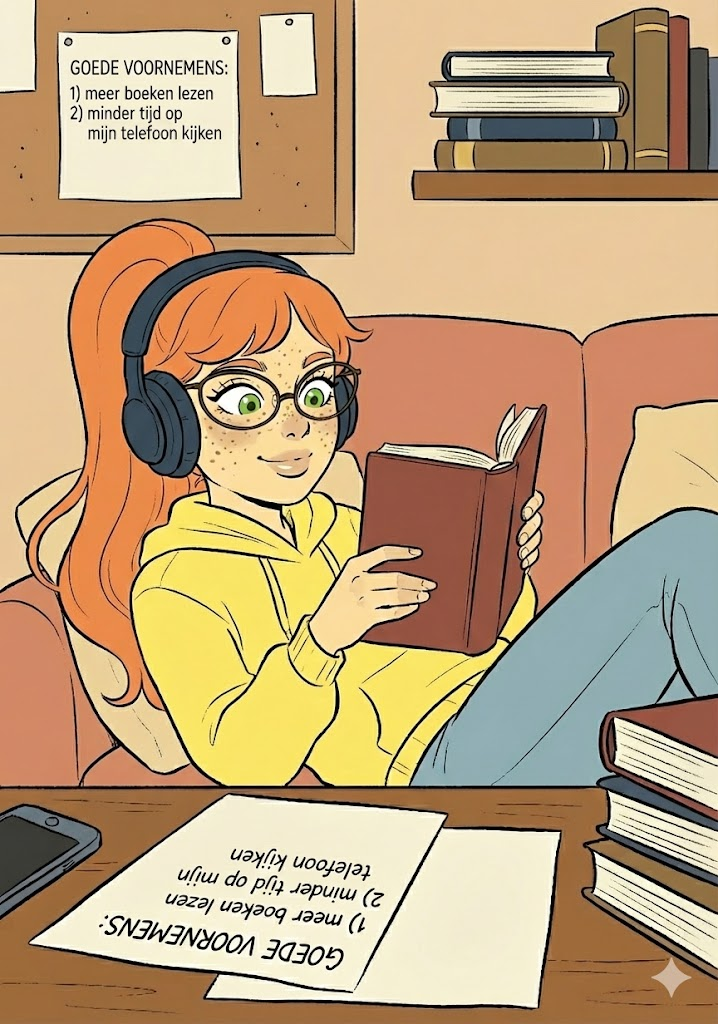 GOEDE VOORNEMENS:
1) meer boeken lezen
2) minder tijd op
mijn telefoon kijken
GOEDE VOORNEMENS:
1) meer boeken lezen
2) minder tijd op mijn
telefoon kijken